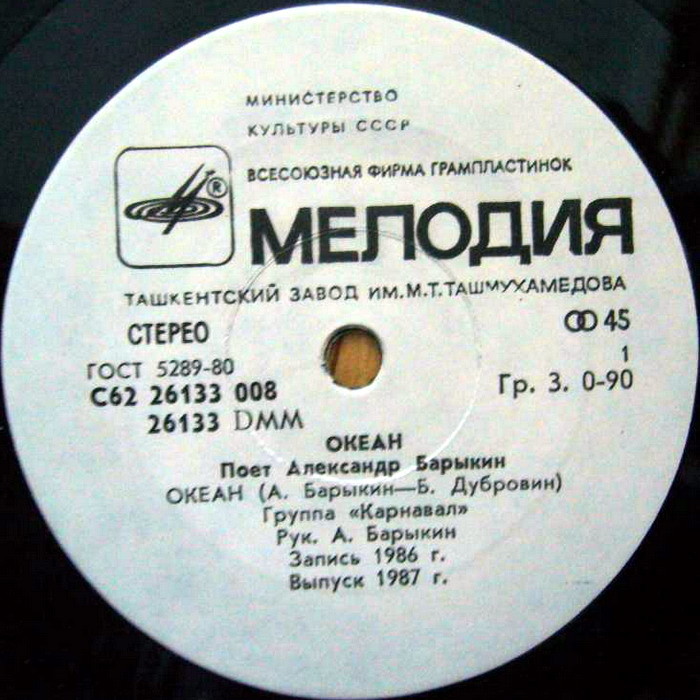 МИНИСТЕРСТВО
КУЛЬТУРЫ СССР
ВСЕСОЮЗНАЯ ФИРМА ГРАМПЛАСТИНОК
®
МЕЛОДИЯ
ТАШКЕНТСКИЙ ЗАВОД ИМ.М.Т.ТАШМУХАМЕДОВА
СТЕРЕО
45
ГОСТ 5289-80
1
С62 26133 008
Гр. 3. 0-90
26133 DMM
ОКЕАН
Поет Александр Барыкин
ОКЕАН (А. Барыкин—Б. Дубровин)
Группа «Карнавал»
Рук. А. Барыкин
Запись 1986 г.
Выпуск 1987 г.